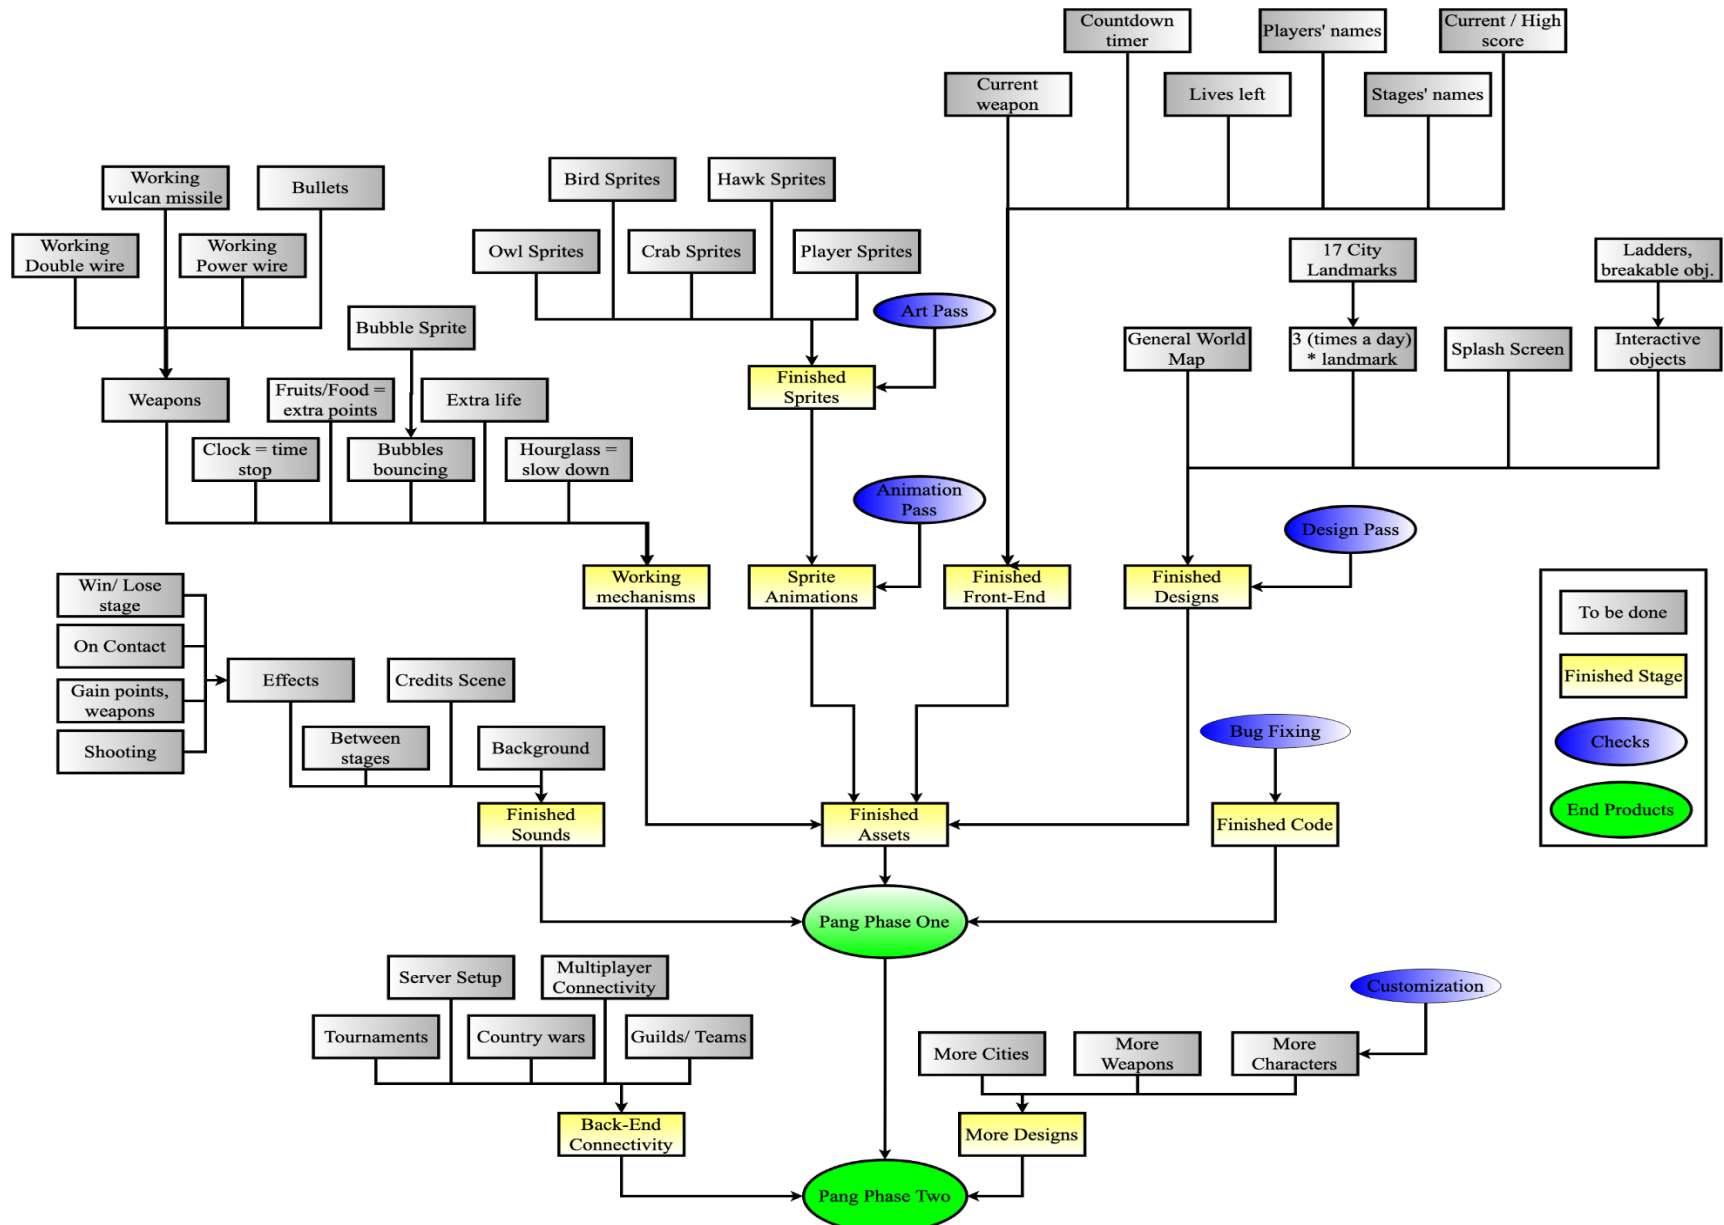 Countdown
timer
Players' names
Current / High
score
Current
weapon
Lives left
Stages' names
Working
vulcan missile
Bullets
Bird Sprites
Hawk Sprites
Working
Double wire
Working
Power wire
Owl Sprites
Crab Sprites
Player Sprites
17 City
Landmarks
Ladders,
breakable obj.
Art Pass
Bubble Sprite
General World
Map
3 (times a day)
* landmark
Splash Screen
Interactive
objects
Weapons
Fruits/Food =
extra points
Extra life
Finished
Sprites
Clock = time
stop
Bubbles
bouncing
Hourglass =
slow down
Animation
Pass
Design Pass
Working
mechanisms
Sprite
Animations
Finished
Front-End
Finished
Designs
Win/ Lose
stage
On Contact
Gain points,
weapons
Shooting
Effects
Credits Scene
Between
stages
Background
Bug Fixing
To be done
Finished Stage
Checks
End Products
Finished
Sounds
Finished
Assets
Finished Code
Pang Phase One
Server Setup
Multiplayer
Connectivity
Customization
Tournaments
Country wars
Guilds/ Teams
More Cities
More
Weapons
More
Characters
Back-End
Connectivity
More Designs
Pang Phase Two